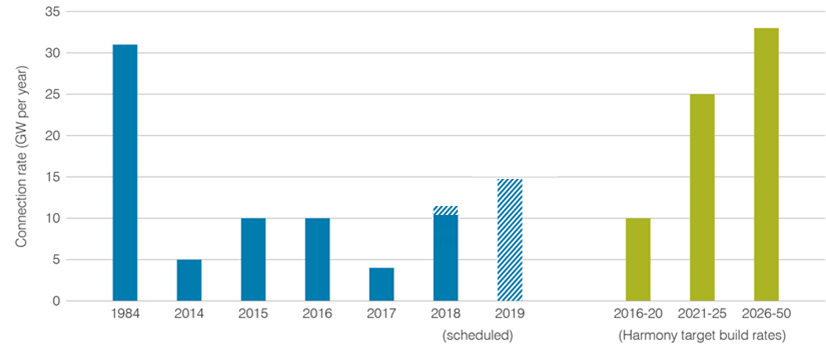 Connection rate (GW per year)
35
30
25
20
15
10
5
0
1984 2014 2015 2016 2017 2018 2019 2016-20 2021-25 2026-50
(scheduled) (Harmony target build rates)